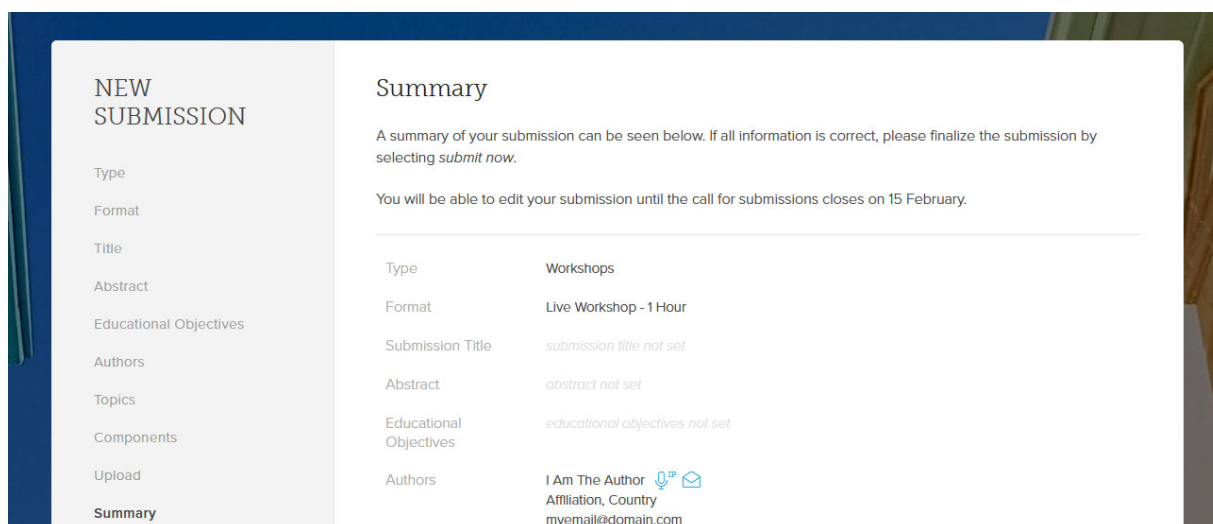 NEW
SUBMISSION
Type
Format
Title
Abstract
Educational Objectives
Authors
Topics
Components
Upload
Summary
Summary
A summary of your submission can be seen below. If all information is correct, please finalize the submission by
selecting submit now.
You will be able to edit your submission until the call for submissions closes on 15 February.
Type Workshops
Format Live Workshop - 1 Hour
Submission Title submission title not set
Abstract abstract not set
Educational educational objectives not set
Objectives
Authors I Am The Author IP
Affiliation, Country
myemail@domain.com